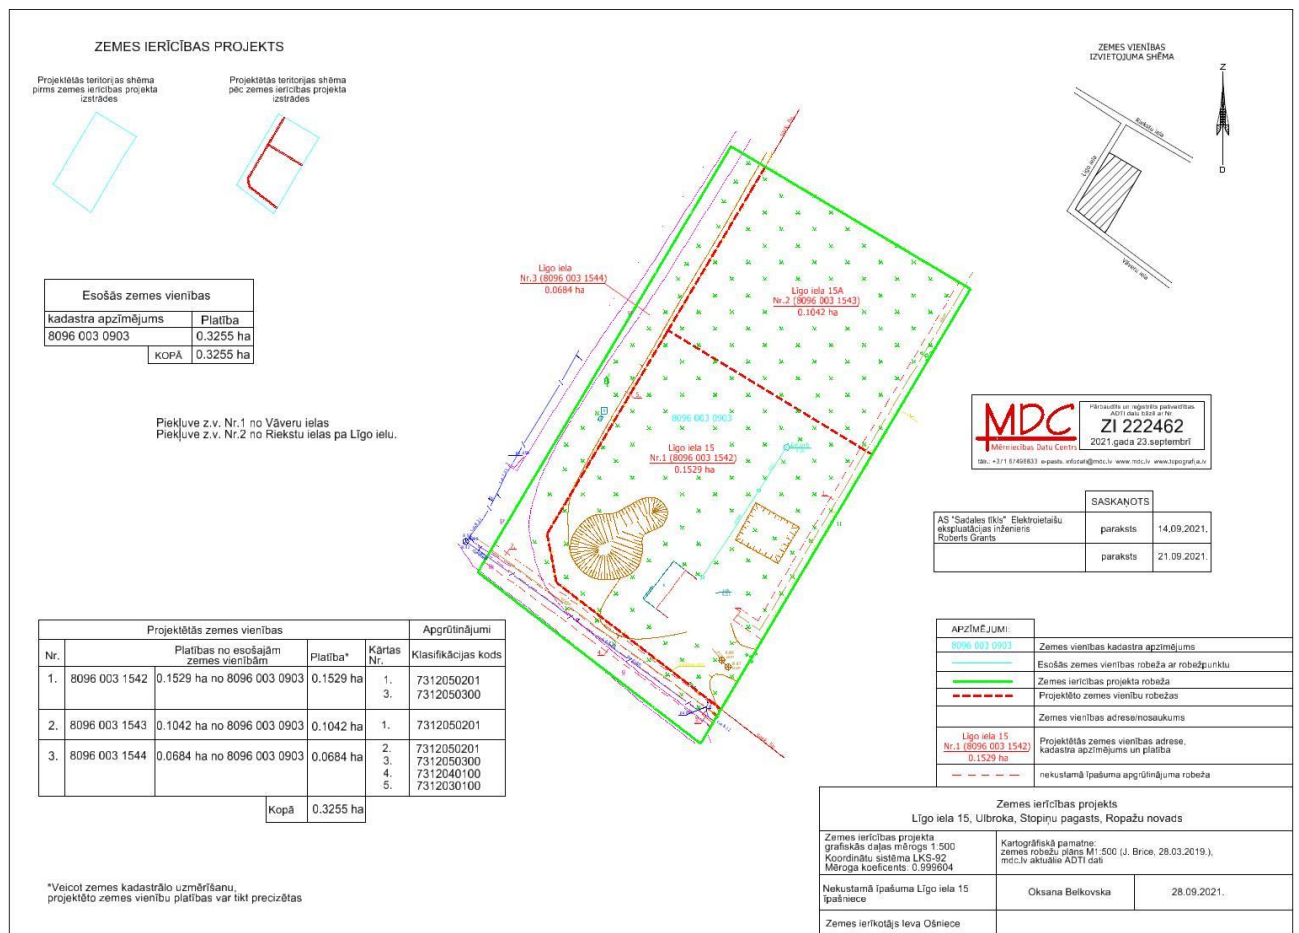 ZEMES IERĪCĪBAS PROJEKTS
Projektētās teritorijas shēma
pirms zemes ierīcības projekta
izstrādes
Projektētās teritorijas shēma
pēc zemes ierīcības projekta
izstrādes
ZEMES VIENĪBAS
IZVIETOJUMA SHĒMA
Z
D
Riekstu iela
Līgo iela
Vāveru iela
Esošās zemes vienības
kadastra apzīmējums Platība
8096 003 0903 0.3255 ha
KOPĀ 0.3255 ha
Piekļuve z.v. Nr.1 no Vāveru ielas
Piekļuve z.v. Nr.2 no Riekstu ielas pa Līgo ielu.
Līgo iela
Nr.3 (8096 003 1544)
0.0684 ha
Līgo iela 15A
Nr.2 (8096 003 1543)
0.1042 ha
8096 003 0903
Līgo iela 15
Nr.1 (8096 003 1542)
0.1529 ha
MDC
Mērniecības Datu Centrs
Pārbaudīts un reģistrēts pašvaldības
ADTI datu bāzē ar Nr.
ZI 222462
2021.gada 23.septembrī
e-pasts. infodati@mdc.lv www.mdc.lv www.topografija.lv
SASKAŅOTS
AS "Sadales tīkls" Elektroietaišu
ekspluatācijas inženieris
Roberts Grants
paraksts 14.09.2021.
paraksts 21.09.2021.
Projektētās zemes vienības Apgrūtinājumi
Nr. Platības no esošajām
zemes vienībām Platība* Kārtas
Nr. Klasifikācijas kods
1. 8096 003 1542 0.1529 ha no 8096 003 0903 0.1529 ha 1. 7312050201
3. 7312050300
2. 8096 003 1543 0.1042 ha no 8096 003 0903 0.1042 ha 1. 7312050201
3. 8096 003 1544 0.0684 ha no 8096 003 0903 0.0684 ha 2. 7312050201
3. 7312050300
4. 7312040100
5. 7312030100
Kopā 0.3255 ha
*Veicot zemes kadastrālo uzmērīšanu,
projektēto zemes vienību platības var tikt precizētas
APZĪMĒJUMI:
8096 003 0903 Zemes vienības kadastra apzīmējums
Esošās zemes vienības robeža ar robežpunktu
Zemes ierīcības projekta robeža
Projektēto zemes vienību robežas
Zemes vienības adrese/nosaukums
Līgo iela 15
Nr.1 (8096 003 1542)
0.1529 ha
Projektētās zemes vienības adrese,
kadastra apzīmējums un platība
nekustamā īpašuma apgrūtinājuma robeža
Zemes ierīcības projekts
Līgo iela 15, Ulbroka, Stopiņu pagasts, Ropažu novads
Zemes ierīcības projekta
grafiskās daļas mērogs 1:500
Koordinātu sistēma LKS-92
Mēroga koeficents: 0.999604
Kartogrāfiskā pamatne:
zemes robežu plāns M1:500 (J. Brice, 28.03.2019.),
mdc.lv aktuālie ADTI dati
Nekustamā īpašuma Līgo iela 15
īpašniece
Oksana Belkovska 28.09.2021.
Zemes ierīkotājs Ieva Ošniece